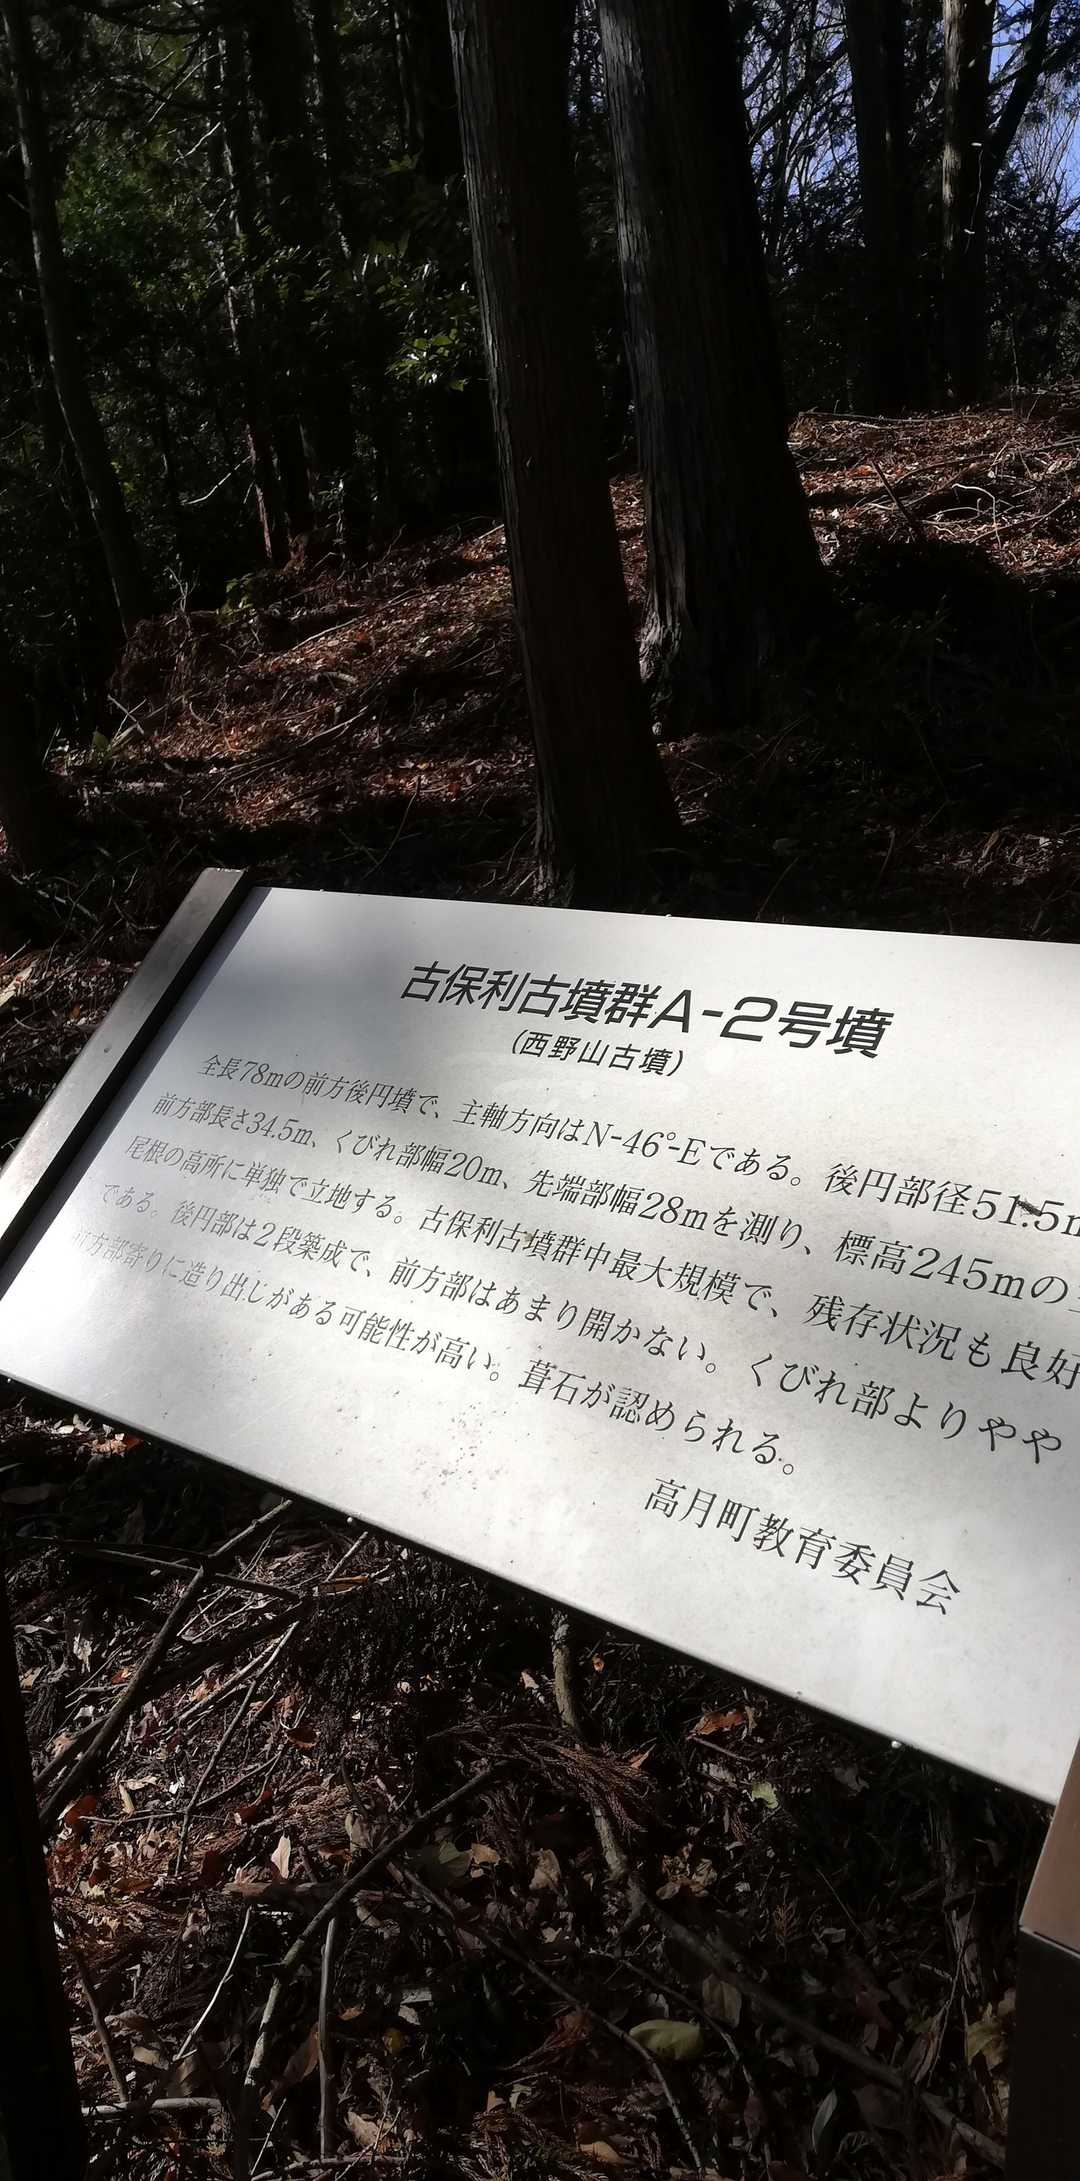 古保利古墳群A-2号墳
(西野山古墳)
全長78mの前方後円墳で、主軸方向はN-46°-Eである。後円部径51.5m
前方部長さ34.5m、くびれ部幅20m、先端部幅28mを測り、標高245mの
尾根の高所に単独で立地する。古保利古墳群中最大規模で、残存状況も良好
である。後円部は2段築成で、前方部はあまり開かない。くびれ部よりやや
前方部寄りに造り出しがある可能性が高い。葺石が認められる。
高月町教育委員会